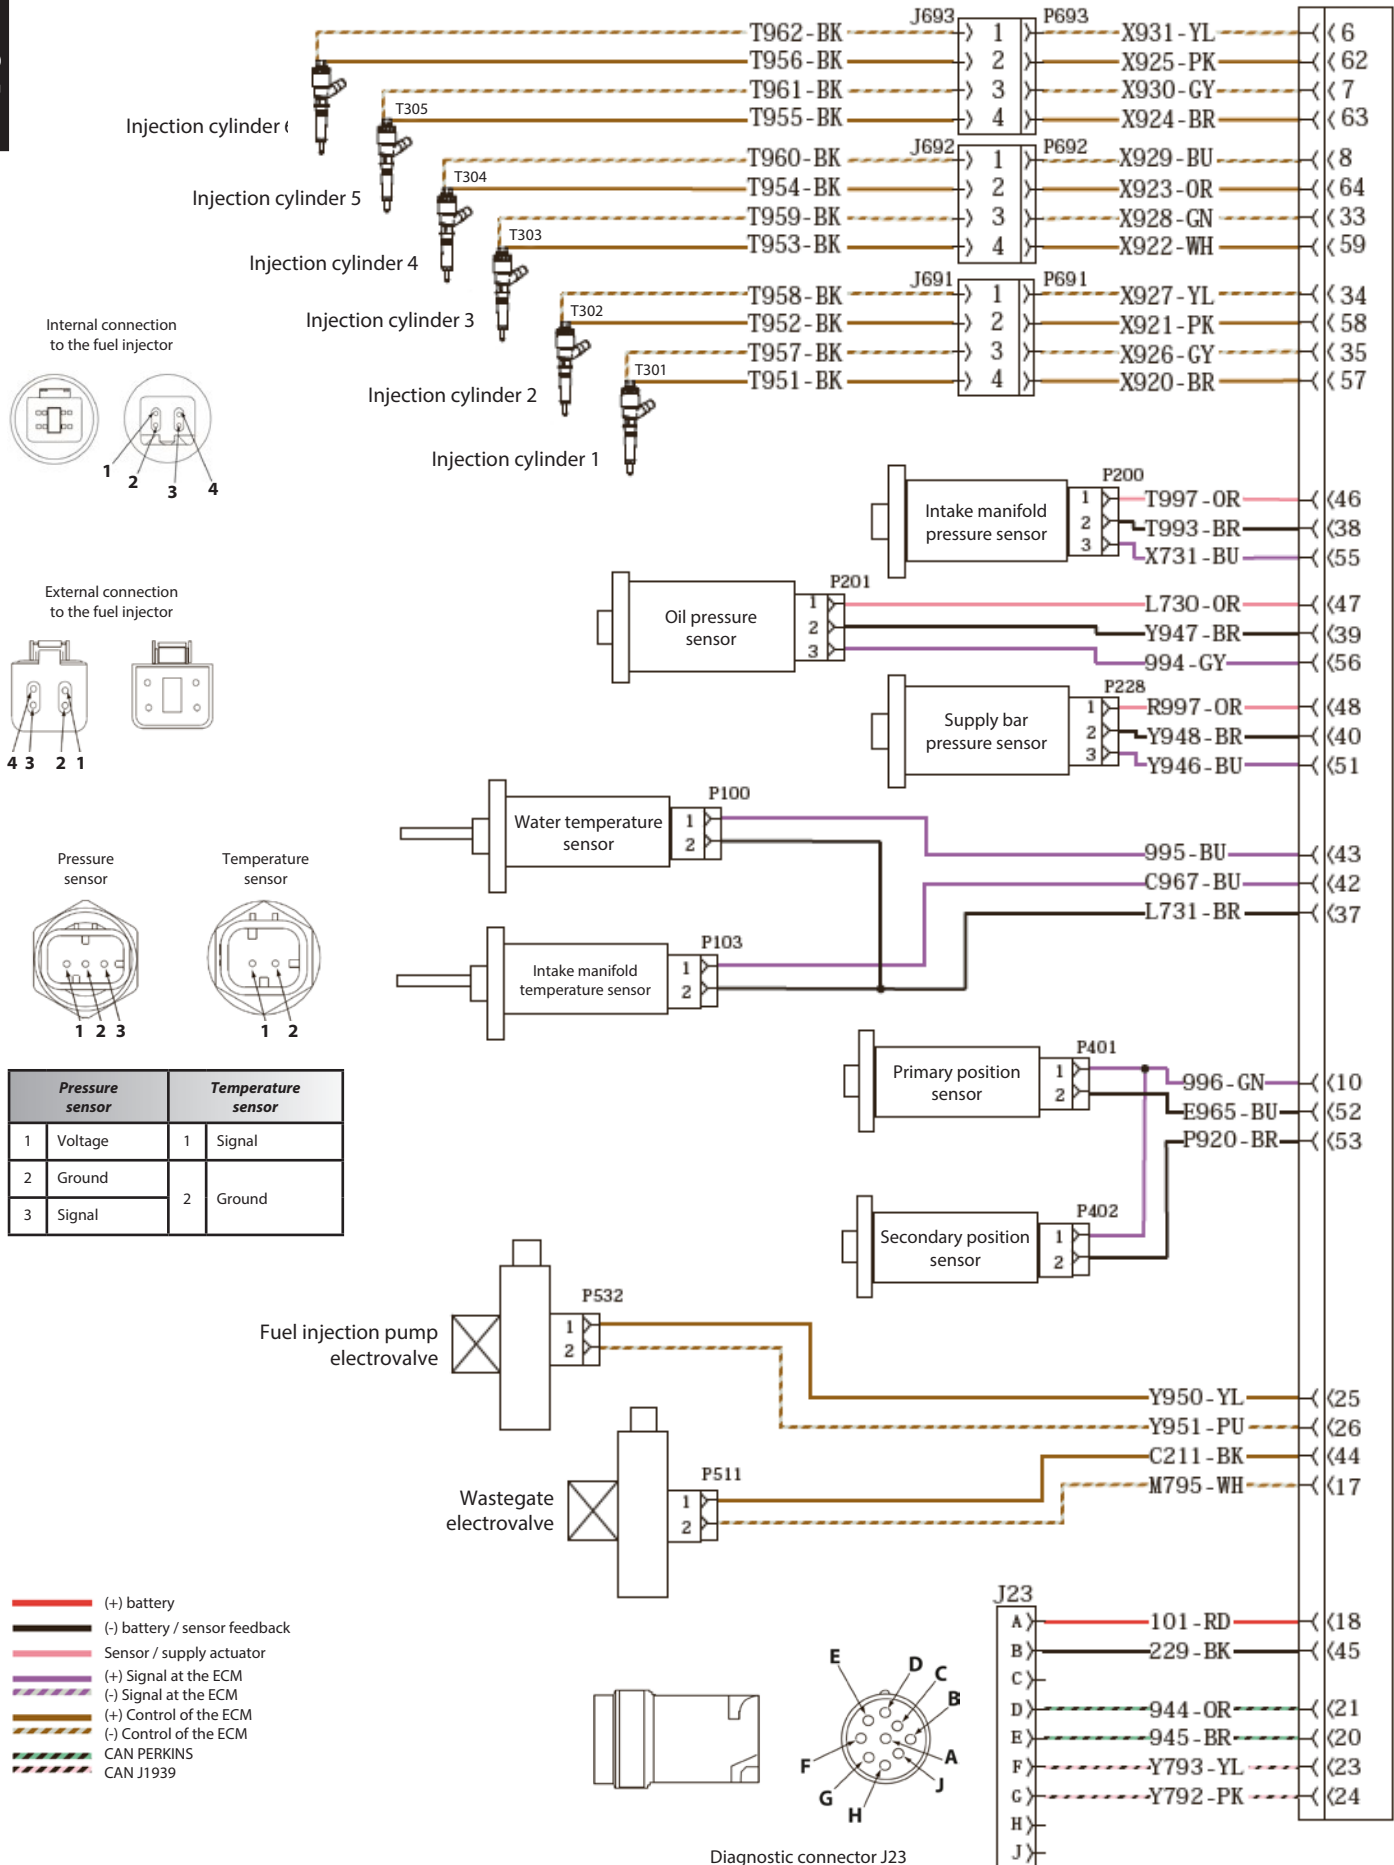 J693 P693
T962-BK 1 X931-YL 6
T956-BK 2 X925-PK 62
T961-BK 3 X930-GY 7
T305
T955-BK 4 X924-BR 63
Injection cylinder
J692 P692
T960-BK 1 X929-BU 8
T304
T954-BK 2 X923-OR 64
Injection cylinder 5
T959-BK 3 X928-GN 33
T303
T953-BK 4 X922-WH 59
Injection cylinder 4
J691 P691
T958-BK 1 X927-YL 34
T302
T952-BK 2 X921-PK 58
Injection cylinder 3
T957-BK 3 X926-GY 35
T301
T951-BK 4 X920-BR 57
Injection cylinder 2
Injection cylinder 1
Internal connection
to the fuel injector
1 2 3 4
P200
Intake manifold
pressure sensor
1 T997-OR 46
2 T993-BR 38
3 X731-BU 55
P201
Oil pressure
sensor
1 L730-OR 47
2 Y947-BR 39
3 994-GY 56
External connection
to the fuel injector
4 3 2 1
P228
Supply bar
pressure sensor
1 R997-OR 48
2 Y948-BR 40
3 Y946-BU 51
P100
Water temperature
sensor
1
2
995-BU 43
C967-BU 42
L731-BR 37
P103
Intake manifold
temperature sensor
1
2
Pressure
sensor
1 2 3
Temperature
sensor
1 2
Pressure
sensor
Temperature
sensor
1 Voltage 1 Signal
2 Ground 2 Ground
3 Signal
P401
Primary position
sensor
1
2
996-GN 10
E965-BU 52
P920-BR 53
P402
Secondary position
sensor
1
2
P532
Fuel injection pump
electrovalve
1
2
Y950-YL 25
Y951-PU 26
C211-BK 44
M795-WH 17
P511
Wastegate
electrovalve
1
2
(+) battery
(-) battery / sensor feedback
Sensor / supply actuator
(+) Signal at the ECM
(-) Signal at the ECM
(+) Control of the ECM
(-) Control of the ECM
CAN PERKINS
CAN J1939
E D C B A J H G F
J23
A 101-RD 18
B 229-BK 45
C
D 944-OR 21
E 945-BR 20
F Y793-YL 23
G Y792-PK 24
H
J
Diagnostic connector J23